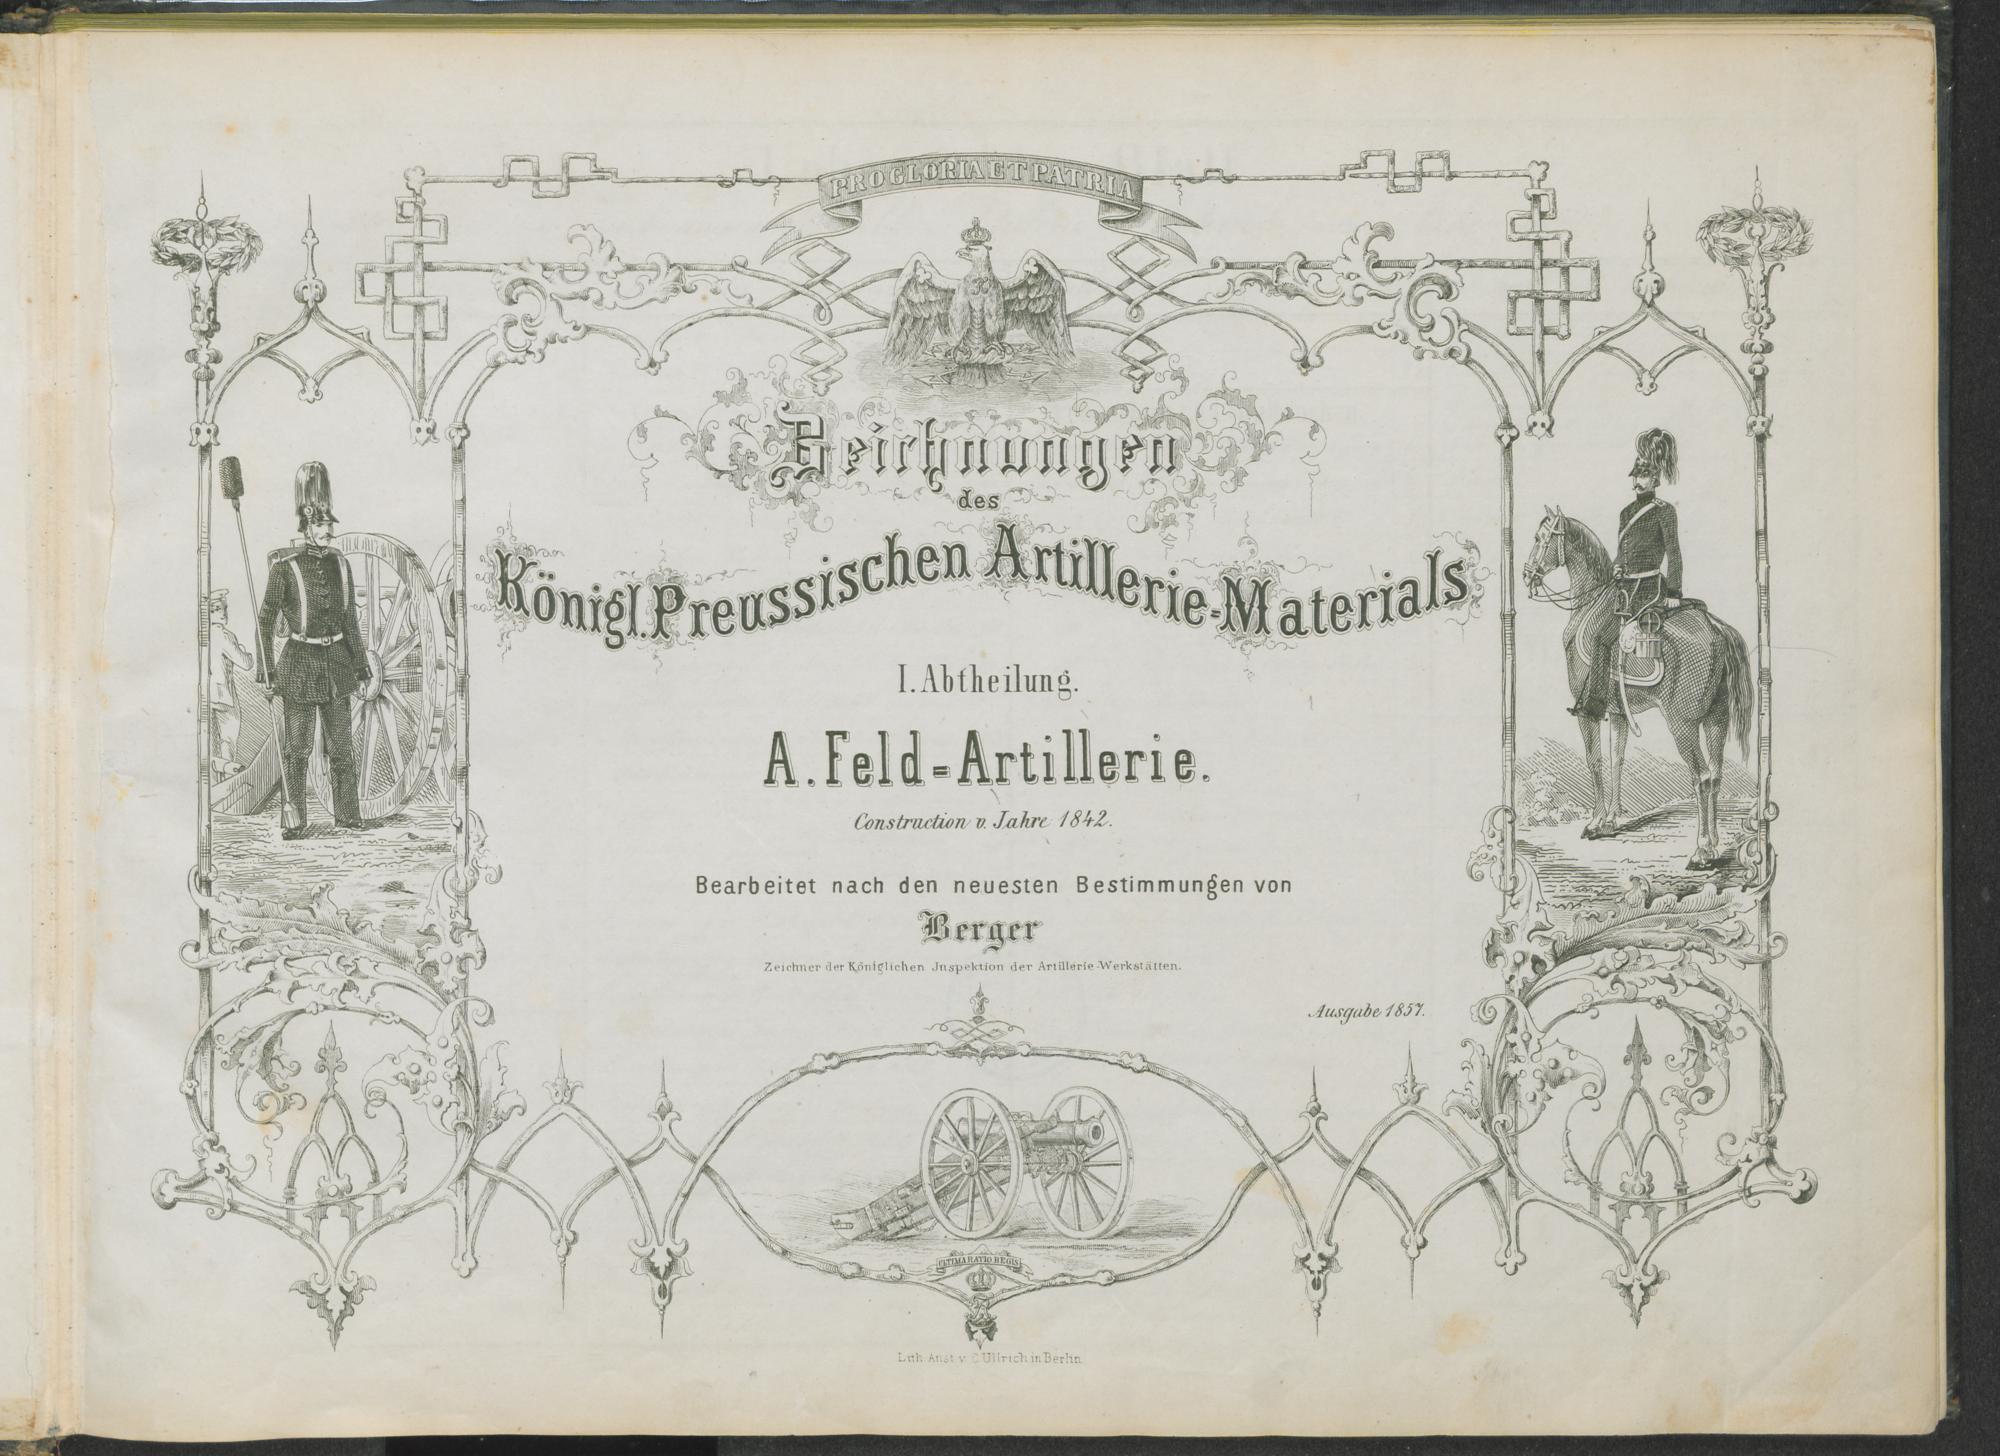 PRO GLORIA ET PATRIA
Zeichnungen
des
Königl. Preussischen Artillerie-Materials
I. Abtheilung.
A. Feld-Artillerie.
Construction v. Jahre 1842.
Bearbeitet nach den neuesten Bestimmungen von
Berger
Zeichner der Königlichen Jnspektion der Artillerie-Werkstätten.
Ausgabe 1857.
ULTIMA RATIO REGIS
Lith. Anst. v. C. Ullrich in Berlin